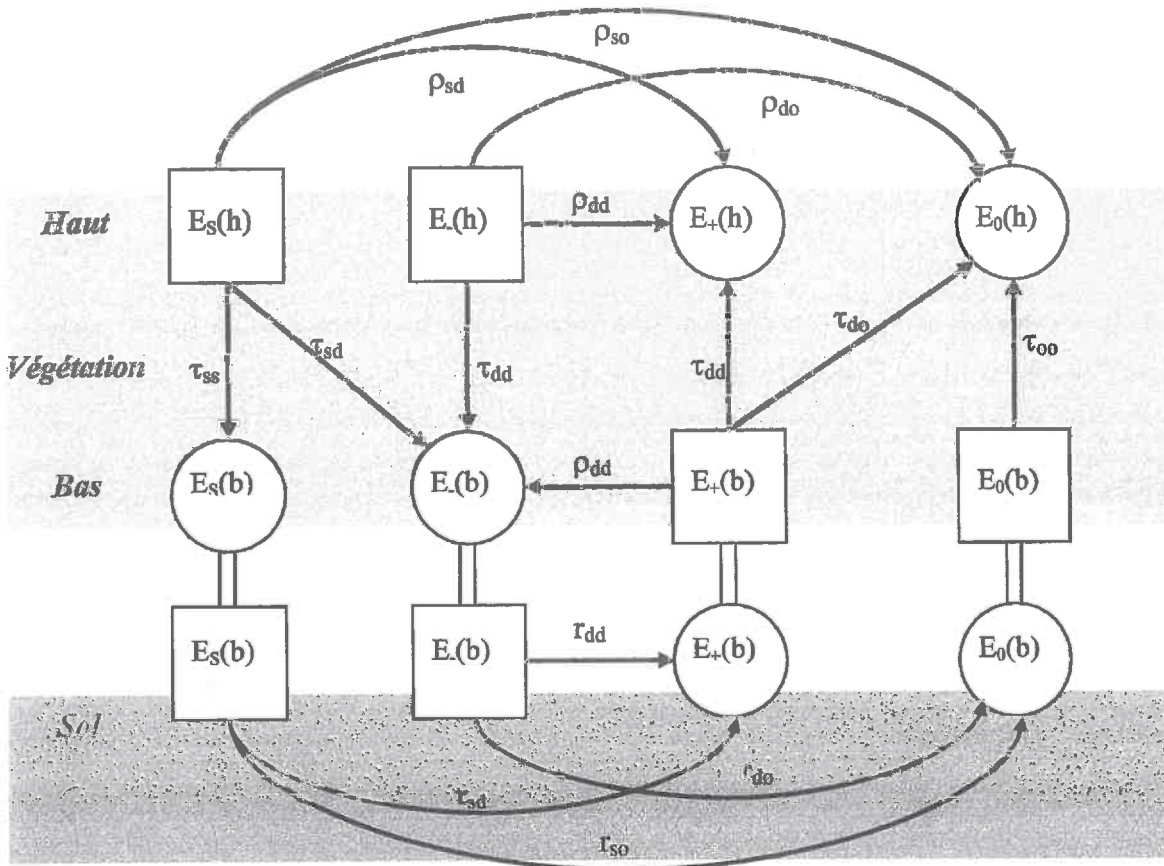 ρso
ρsd
ρdo
Haut
Es(h)
E-(h)
ρdd
E+(h)
E0(h)
Végétation
τss
τsd
τdd
τdd
τdo
τoo
Bas
Es(b)
E-(b)
ρdd
E+(b)
E0(b)
Es(b)
E-(b)
rdd
E+(b)
E0(b)
Sol
rsd
rdo
rso